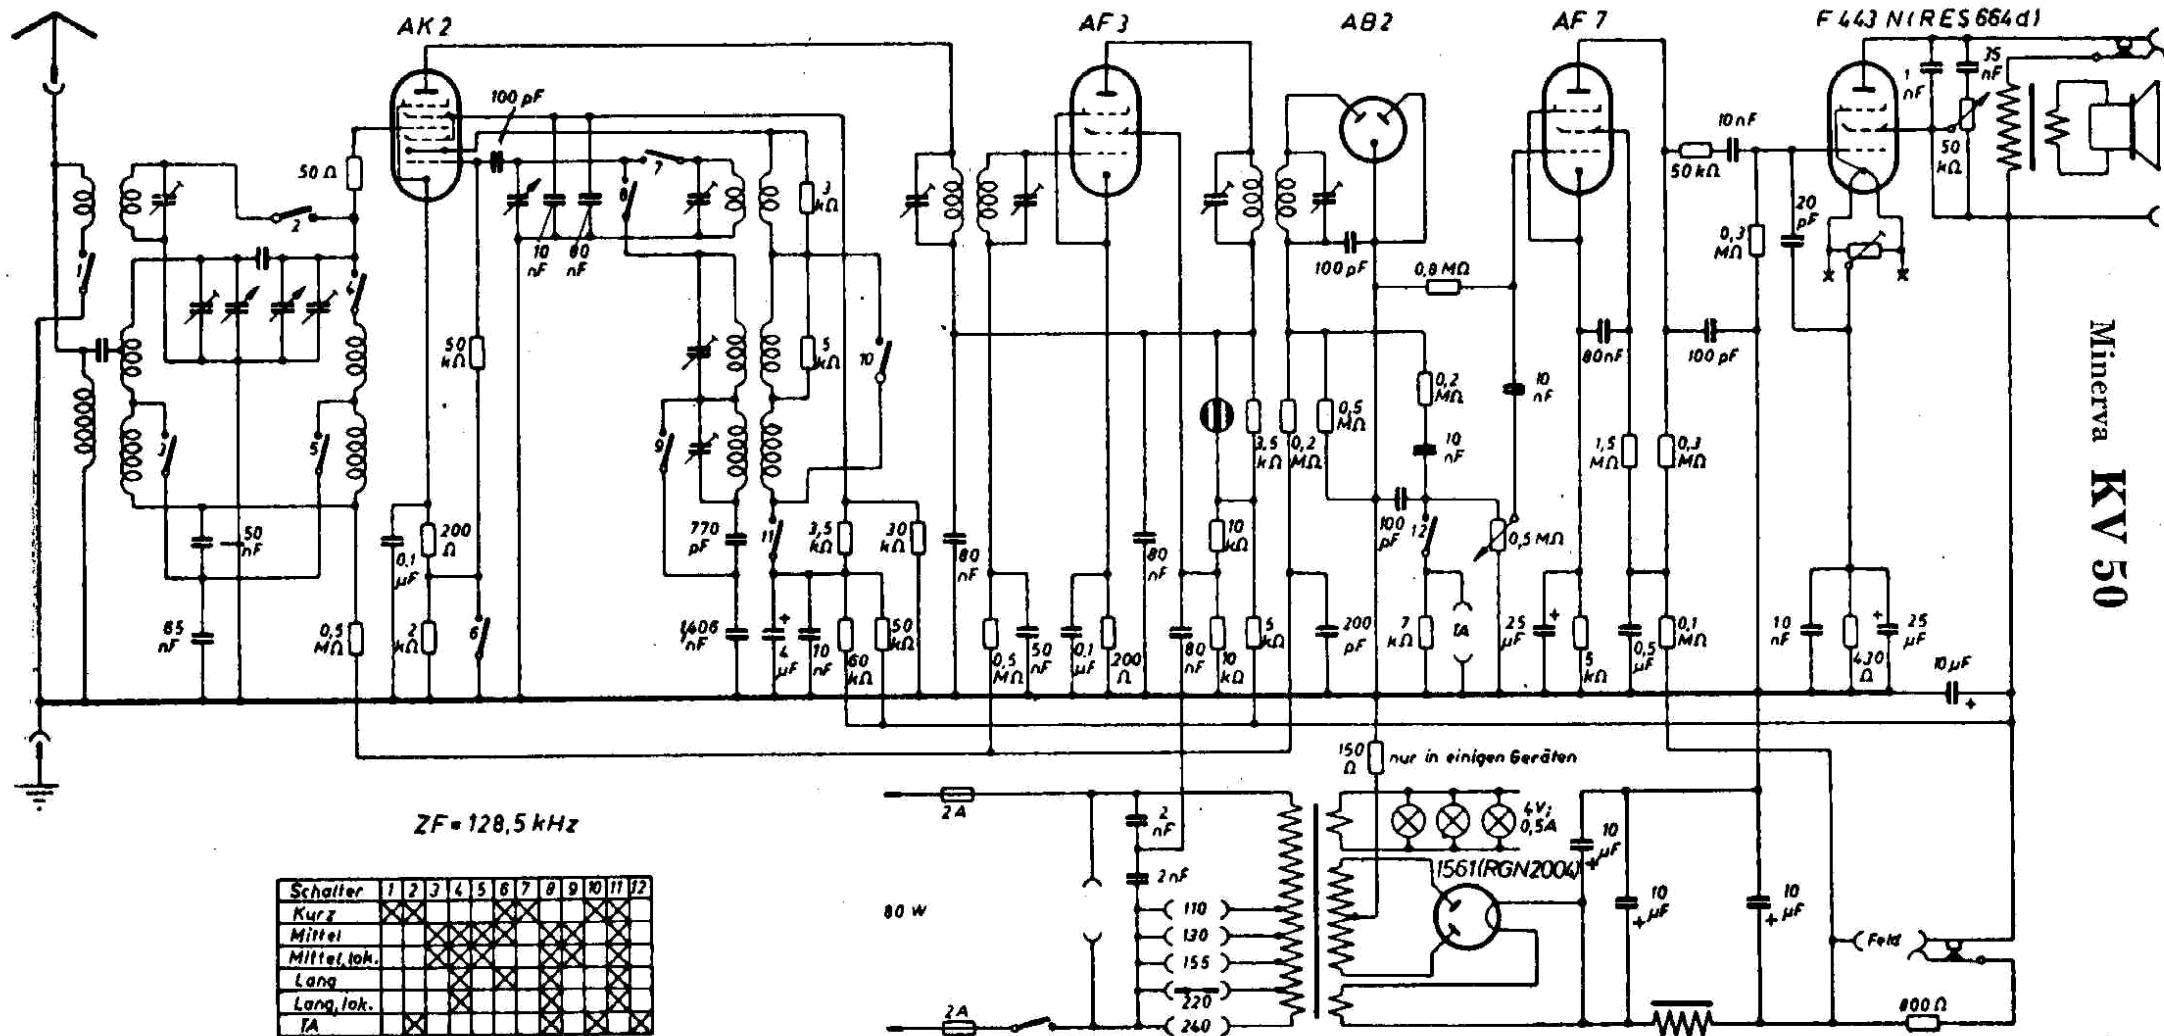 AK2
AF3
AB2
AF7
F443N(RES664d)
100 pF
50 Ω
2
1
4
3
5
50 nF
65 nF
0,5 MΩ
0,1 µF
200 Ω
2 kΩ
50 kΩ
6
10 nF
80 nF
8
7
9
3 kΩ
5 kΩ
10
11
770 pF
1,406 nF
4 µF
10 nF
3,5 kΩ
30 kΩ
60 kΩ
50 kΩ
80 nF
0,5 MΩ
50 nF
0,1 µF
200 Ω
80 nF
80 nF
10 kΩ
10 kΩ
3,5 kΩ
5 kΩ
0,2 MΩ
0,5 MΩ
100 pF
0,8 MΩ
0,2 MΩ
10 nF
100 pF
12
0,5 MΩ
200 pF
7 kΩ
TA
10 nF
25 µF
5 kΩ
80 nF
1,5 MΩ
0,5 µF
0,3 MΩ
0,1 MΩ
100 pF
50 kΩ
10 nF
0,3 MΩ
20 pF
1 nF
35 nF
50 kΩ
10 nF
430 Ω
25 µF
10 µF
Minerva KV 50
150 Ω nur in einigen Geräten
ZF = 128,5 kHz
2A
2 nF
2 nF
80 W
110
130
155
220
240
2A
4V; 0,5A
1561(RGN2004)
10 µF
10 µF
10 µF
Feld
800 Ω
Schalter 1 2 3 4 5 6 7 8 9 10 11 12
Kurz
Mittel
Mittel, lok.
Lang
Lang, lok.
TA